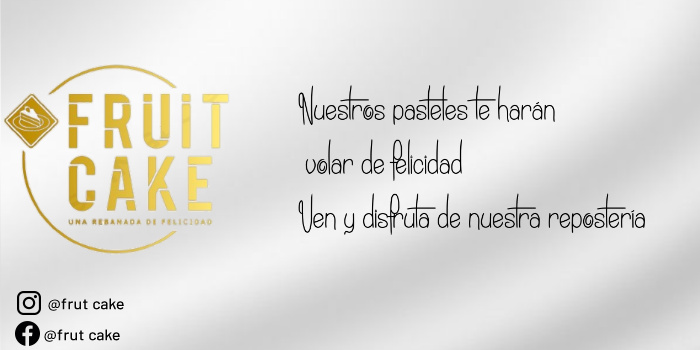 FRUIT
CAKE
UNA REBANADA DE FELICIDAD
Nuestros pasteles te harán
volar de felicidad
Ven y disfruta de nuestra repostería
@frut cake
@frut cake